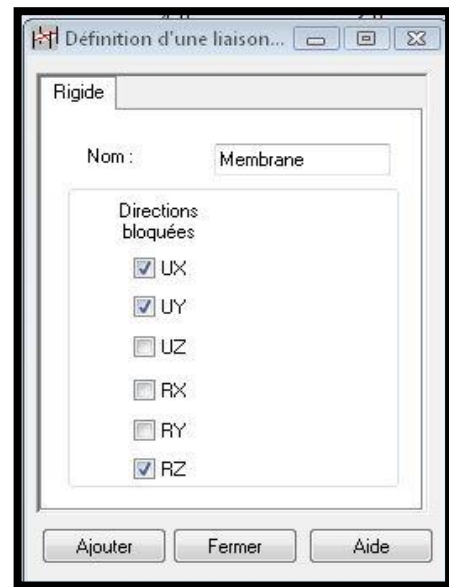 Définition d'une liaison...
Rigide
Nom :
Membrane
Directions
bloquées
UX
UY
UZ
RX
RY
RZ
Ajouter
Fermer
Aide